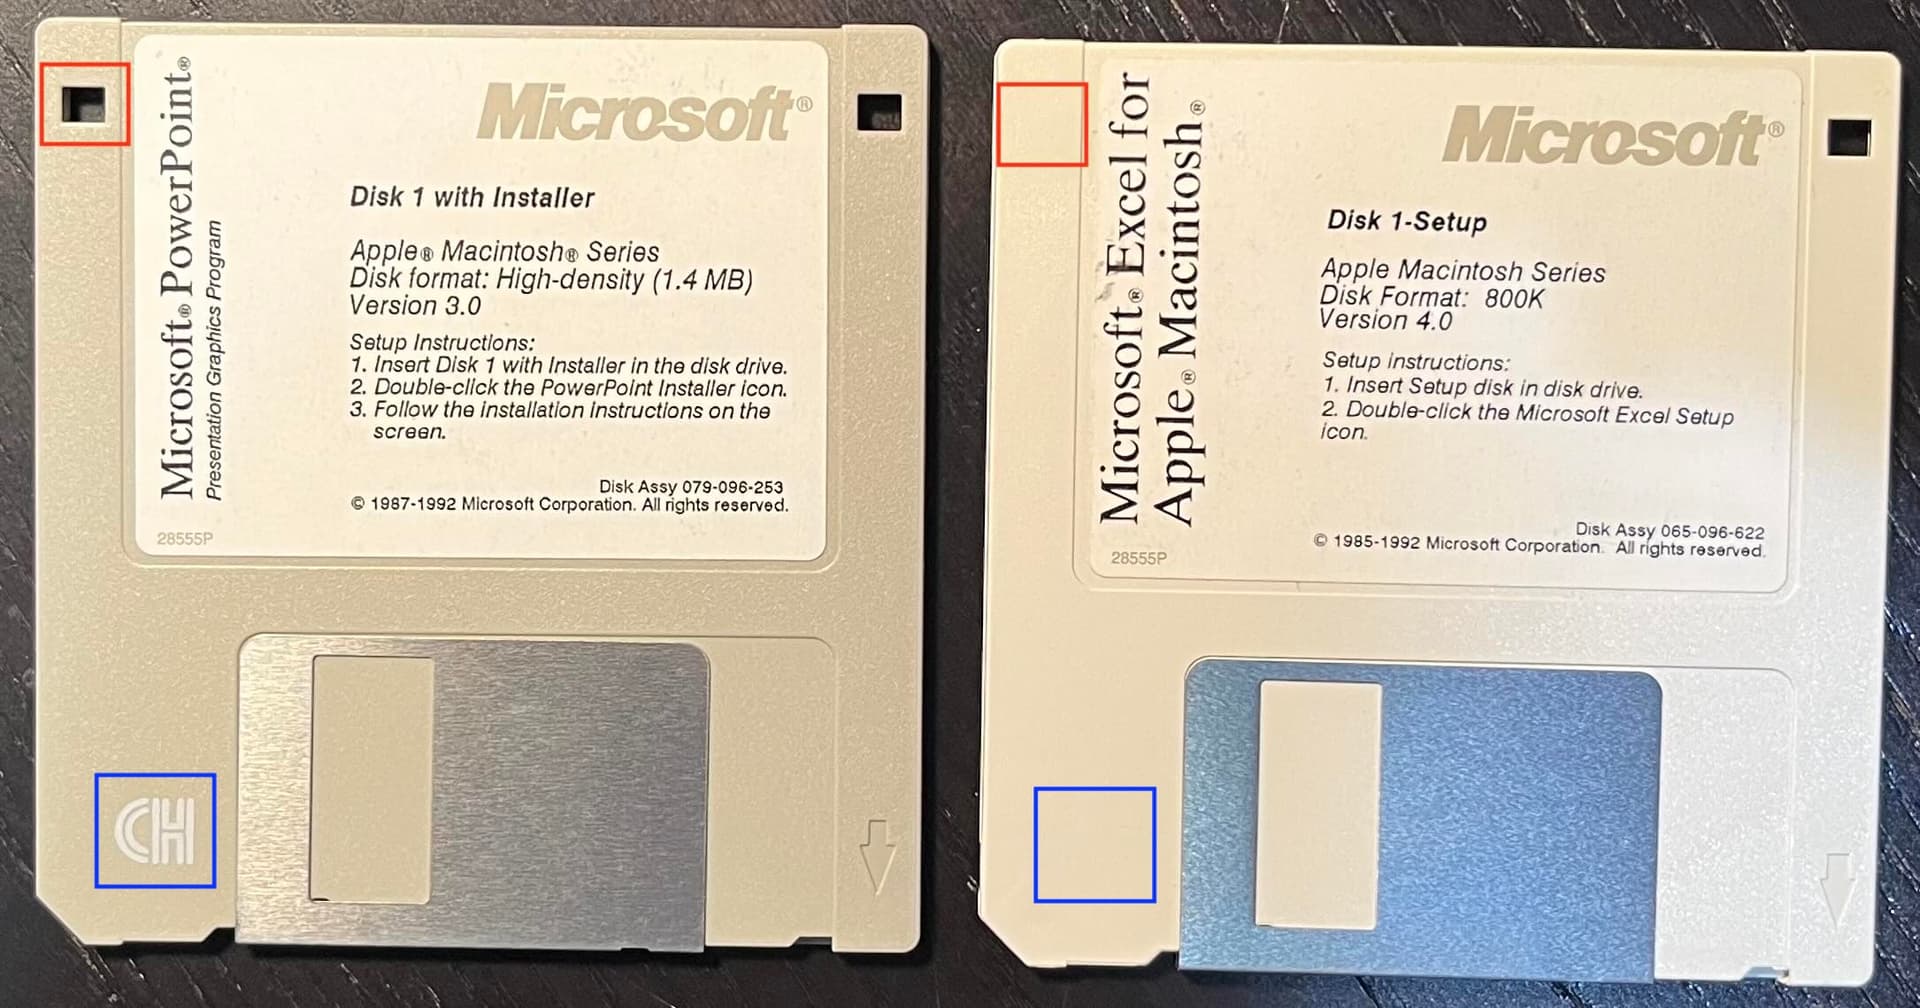 Microsoft® PowerPoint®
Presentation Graphics Program
Microsoft®
Disk 1 with Installer
Apple® Macintosh® Series
Disk format: High-density (1.4 MB)
Version 3.0
Setup Instructions:
1. Insert Disk 1 with Installer in the disk drive.
2. Double-click the PowerPoint Installer icon.
3. Follow the installation instructions on the
screen.
Disk Assy 079-096-253
© 1987-1992 Microsoft Corporation. All rights reserved.
28555P
HD
Microsoft® Excel for
Apple® Macintosh®
Microsoft®
Disk 1-Setup
Apple Macintosh Series
Disk Format: 800K
Version 4.0
Setup instructions:
1. Insert Setup disk in disk drive.
2. Double-click the Microsoft Excel Setup
icon.
Disk Assy 065-096-622
© 1985-1992 Microsoft Corporation. All rights reserved.
28555P